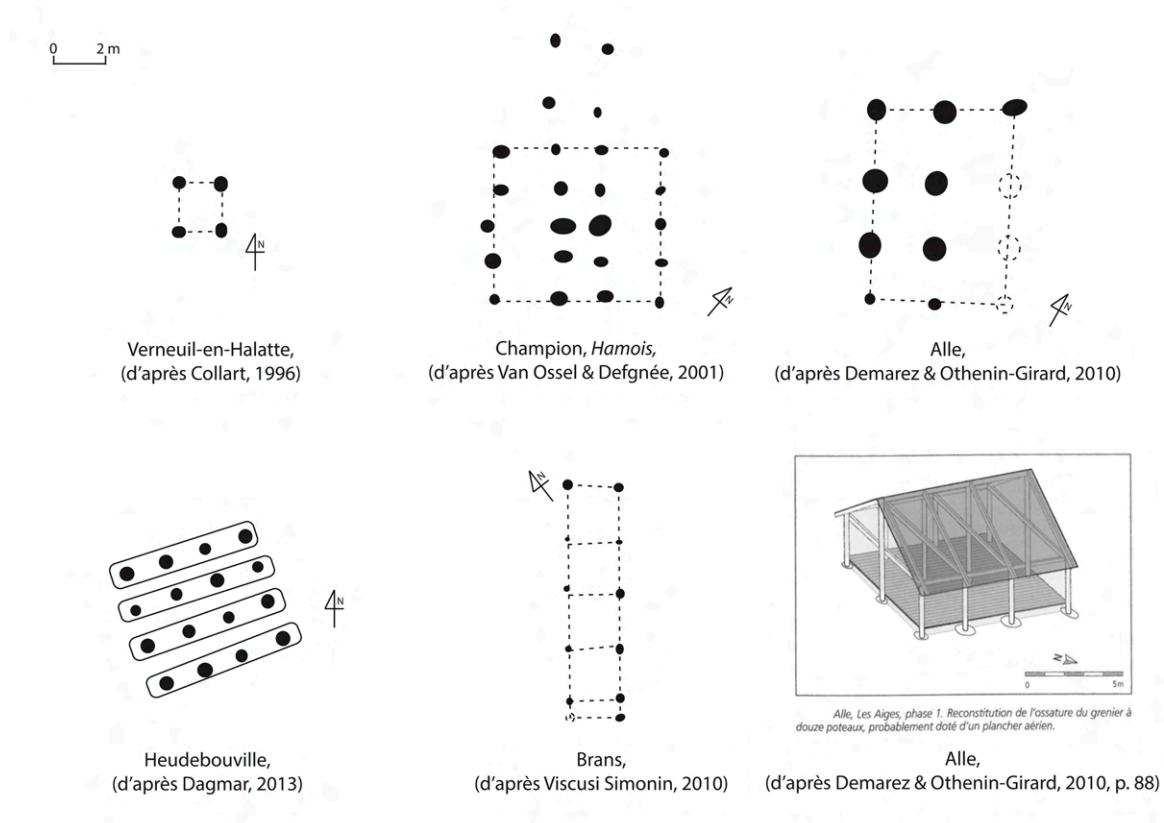 0 2 m
N
N
N
Verneuil-en-Halatte,
(d'après Collart, 1996)
Champion, Hamois,
(d'après Van Ossel & Defgnée, 2001)
Alle,
(d'après Demarez & Othenin-Girard, 2010)
N
N
N
0 5m
Alle, Les Aiges, phase 1. Reconstitution de l'ossature du grenier à
douze poteaux, probablement doté d'un plancher aérien.
Heudebouville,
(d'après Dagmar, 2013)
Brans,
(d'après Viscusi Simonin, 2010)
Alle,
(d'après Demarez & Othenin-Girard, 2010, p. 88)